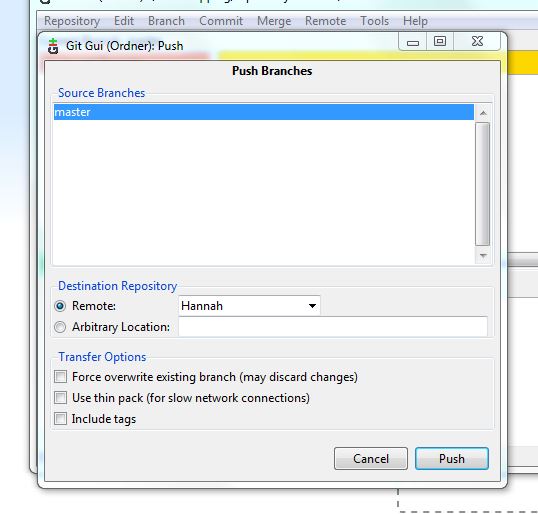 Repository Edit Branch Commit Merge Remote Tools Help
Git Gui (Ordner): Push
Push Branches
Source Branches
master
Destination Repository
Remote: Hannah
Arbitrary Location:
Transfer Options
Force overwrite existing branch (may discard changes)
Use thin pack (for slow network connections)
Include tags
Cancel Push